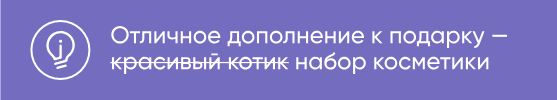 Отличное дополнение к подарку —
красивый котик набор косметики